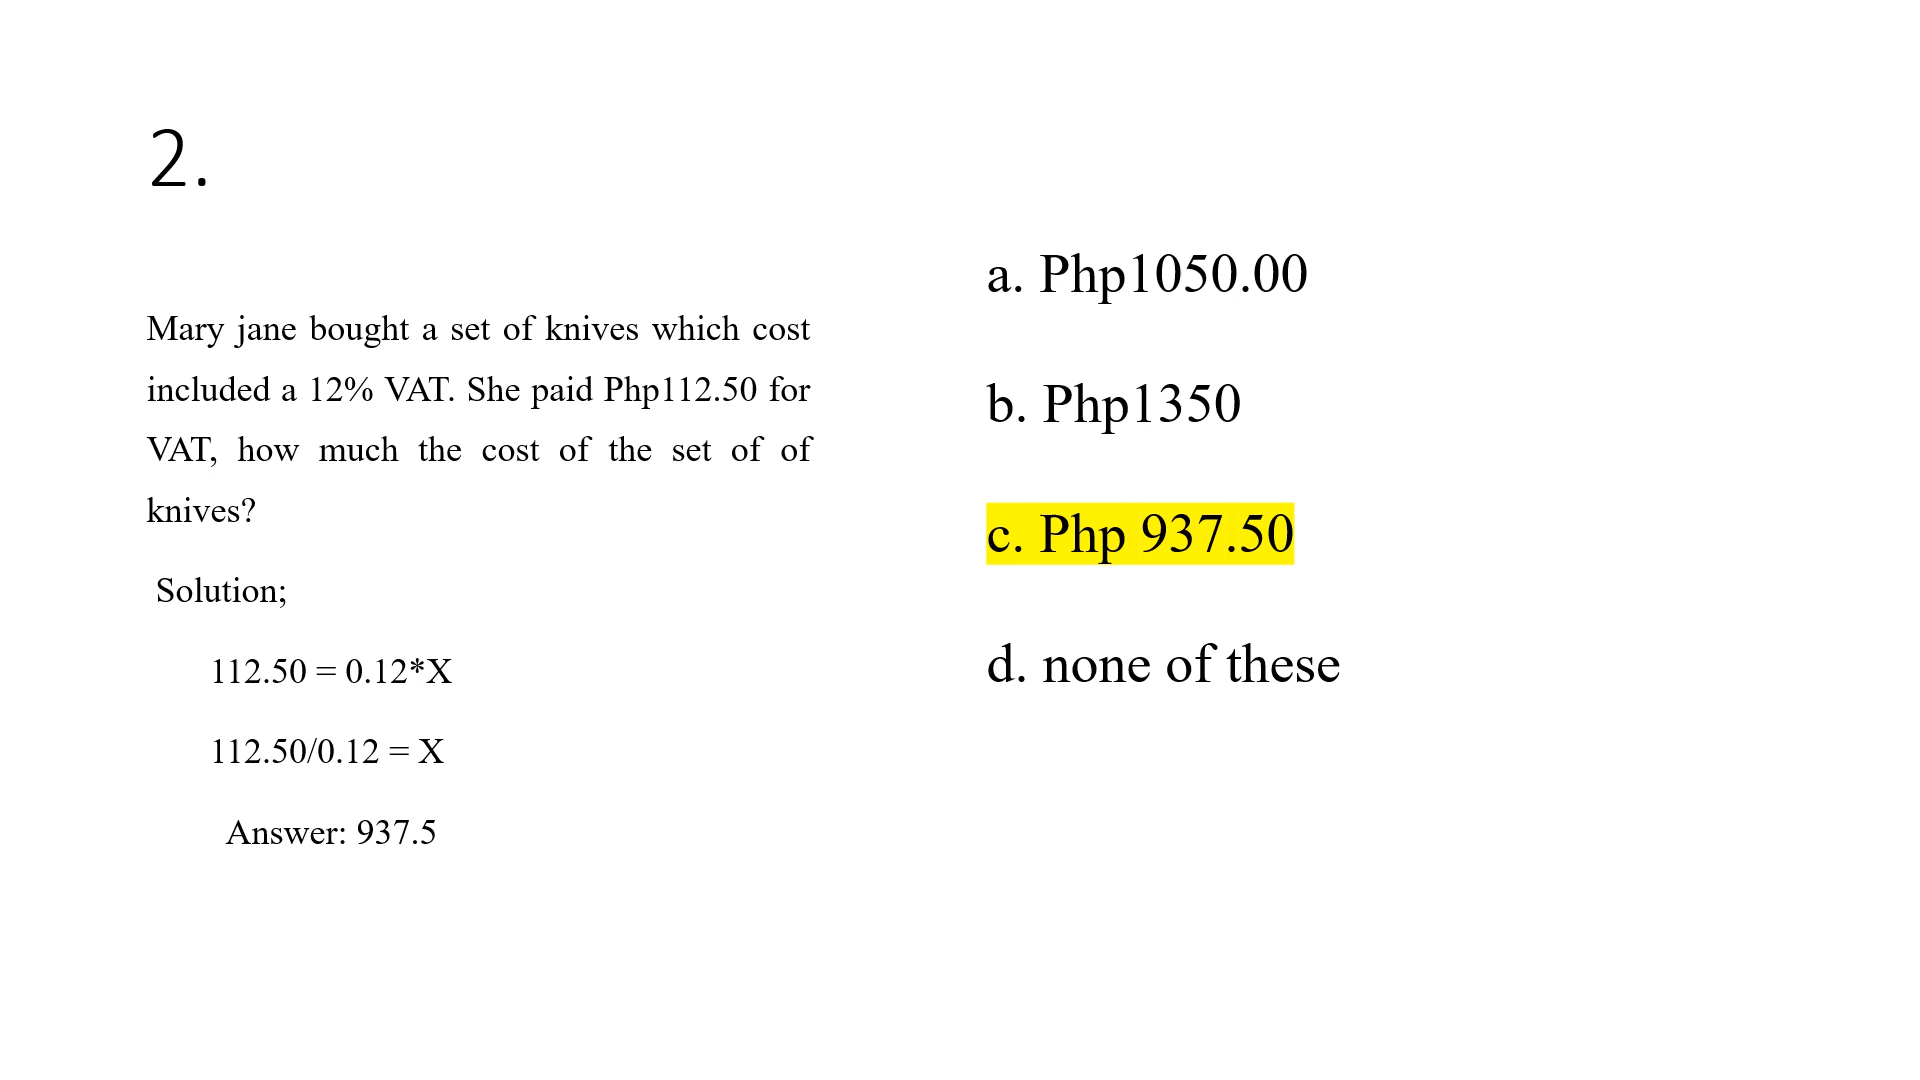 2.
Mary jane bought a set of knives which cost
included a 12% VAT. She paid Php112.50 for
VAT, how much the cost of the set of of
knives?
Solution;
112.50 = 0.12*X
112.50/0.12 = X
Answer: 937.5
a. Php1050.00
b. Php1350
c. Php 937.50
d. none of these